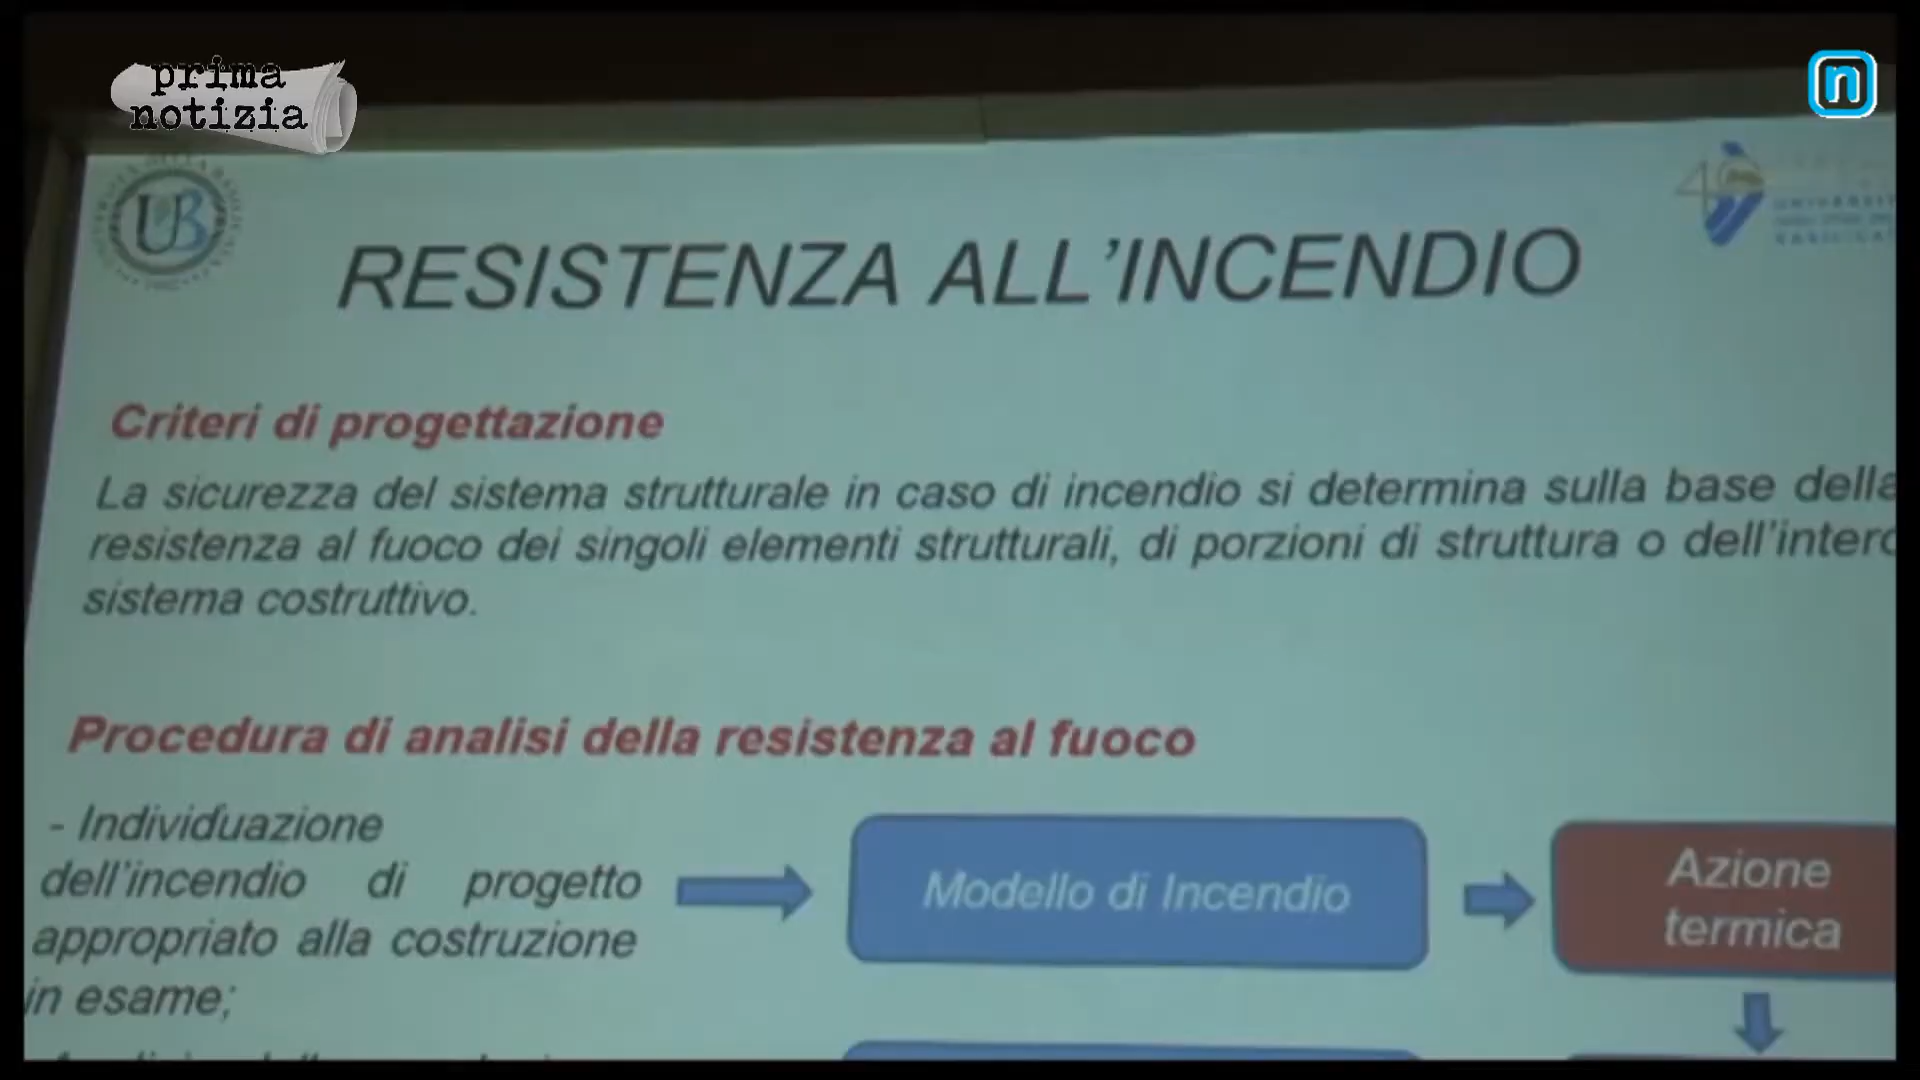 prima
notizia
n
UB
RESISTENZA ALL'INCENDIO
Criteri di progettazione
La sicurezza del sistema strutturale in caso di incendio si determina sulla base della
resistenza al fuoco dei singoli elementi strutturali, di porzioni di struttura o dell'intero
sistema costruttivo.
Procedura di analisi della resistenza al fuoco
- Individuazione
dell'incendio di progetto
appropriato alla costruzione
in esame;
Modello di Incendio
Azione
termica